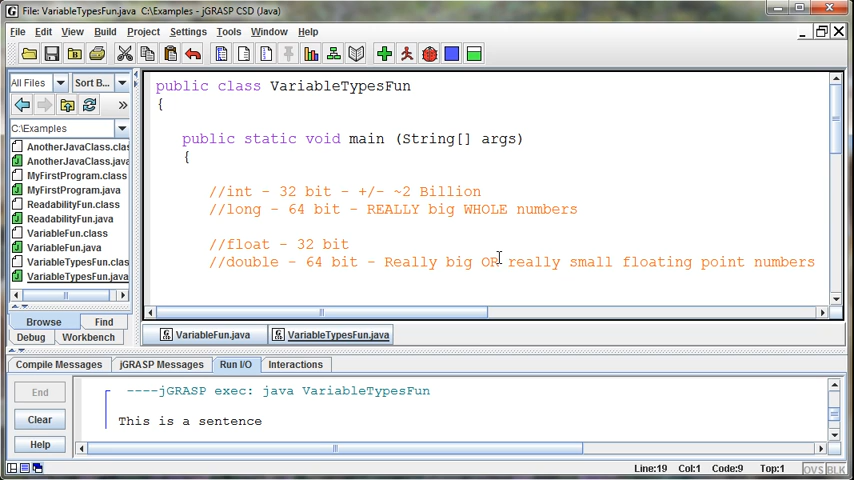 File: VariableTypesFun.java  C:\Examples - jGRASP CSD (Java)
File Edit View Build Project Settings Tools Window Help
All Files Sort B...
C:\Examples
AnotherJavaClass.class
AnotherJavaClass.java
MyFirstProgram.class
MyFirstProgram.java
ReadabilityFun.class
ReadabilityFun.java
VariableFun.class
VariableFun.java
VariableTypesFun.clas
VariableTypesFun.java
Browse Find
Debug Workbench
public class VariableTypesFun
{
public static void main (String[] args)
{
//int - 32 bit - +/- ~2 Billion
//long - 64 bit - REALLY big WHOLE numbers
//float - 32 bit
//double - 64 bit - Really big OR really small floating point numbers
VariableFun.java VariableTypesFun.java
Compile Messages jGRASP Messages Run I/O Interactions
End
Clear
Help
----jGRASP exec: java VariableTypesFun
This is a sentence
Line:19 Col:1 Code:9 Top:1 OVS BLK